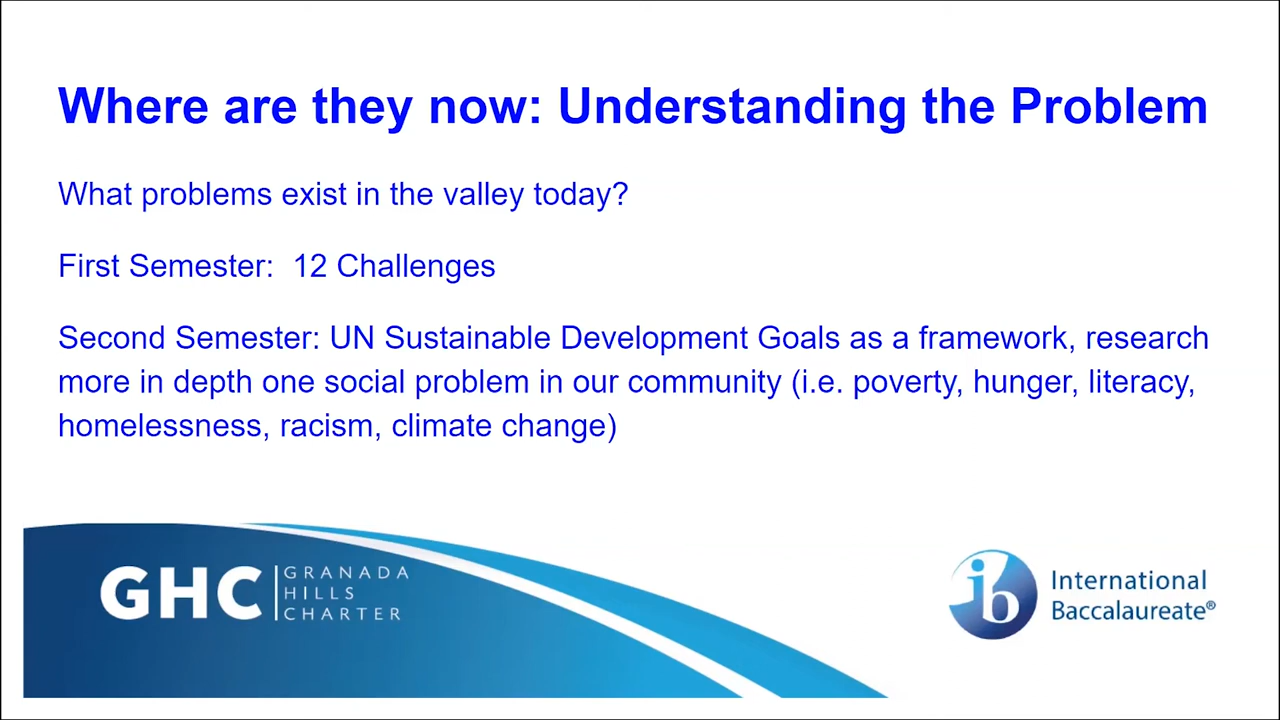 Where are they now: Understanding the Problem
What problems exist in the valley today?
First Semester:  12 Challenges
Second Semester: UN Sustainable Development Goals as a framework, research
more in depth one social problem in our community (i.e. poverty, hunger, literacy,
homelessness, racism, climate change)
GHC
GRANADA
HILLS
CHARTER
ib
International
Baccalaureate®